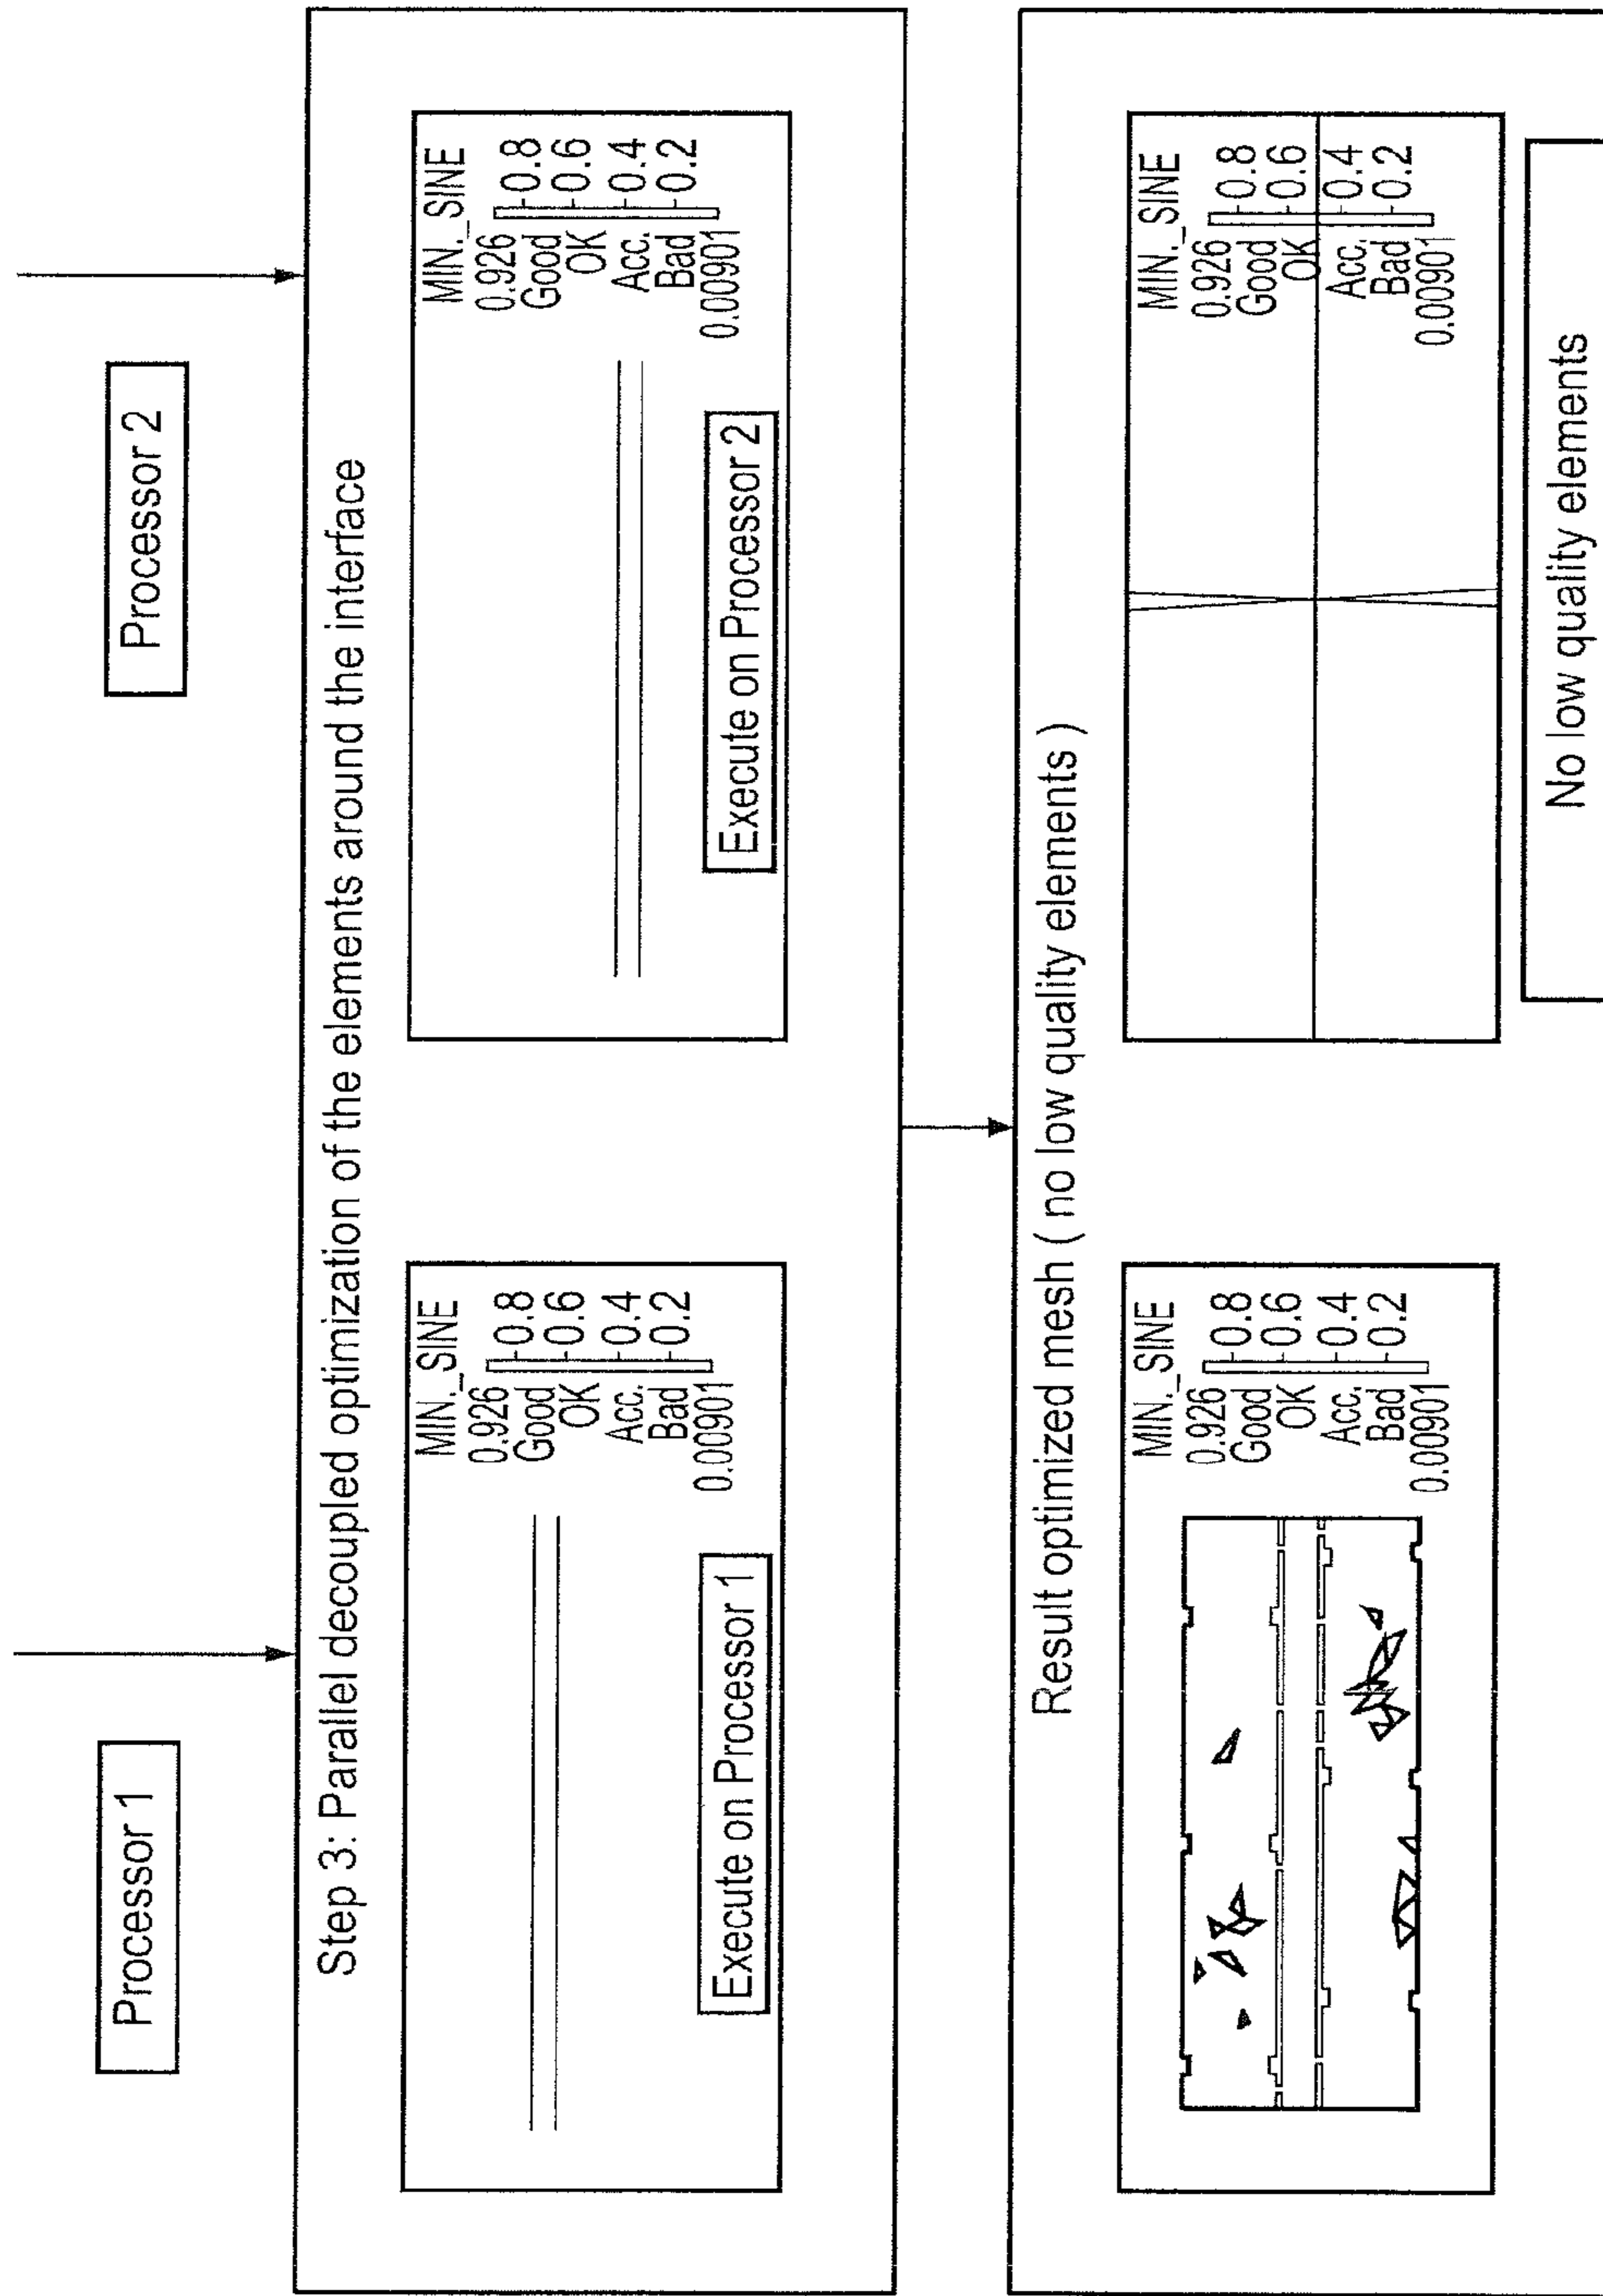 Processor 1
Processor 2
Step 3: Parallel decoupled optimization of the elements around the interface
MIN._SINE
0.926
Good
OK
Acc.
Bad
0.00901
0.8
0.6
0.4
0.2
Execute on Processor 1
MIN._SINE
0.926
Good
OK
Acc.
Bad
0.00901
0.8
0.6
0.4
0.2
Execute on Processor 2
Result optimized mesh ( no low quality elements )
MIN._SINE
0.926
Good
OK
Acc.
Bad
0.00901
0.8
0.6
0.4
0.2
MIN._SINE
0.926
Good
OK
Acc.
Bad
0.00901
0.8
0.6
0.4
0.2
No low quality elements